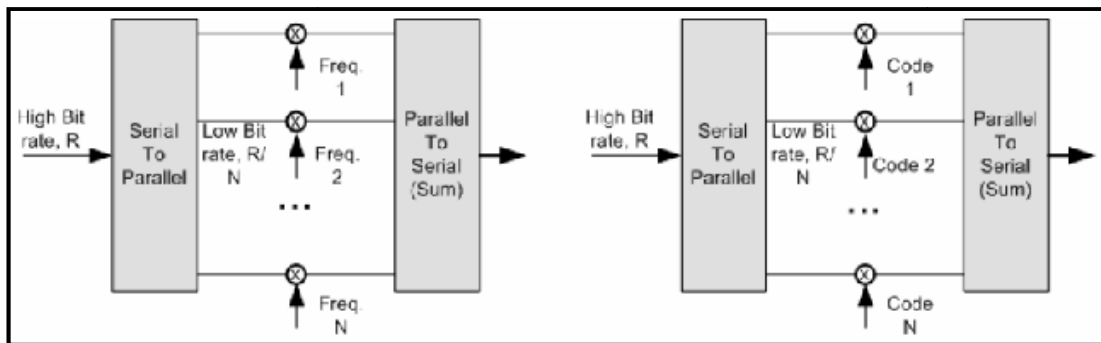 High Bit
rate, R
Serial
To
Parallel
Low Bit
rate, R/
N
Freq.
1
Freq.
2
...
Freq.
N
Parallel
To
Serial
(Sum)
High Bit
rate, R
Serial
To
Parallel
Low Bit
rate, R/
N
Code
1
Code 2
...
Code
N
Parallel
To
Serial
(Sum)